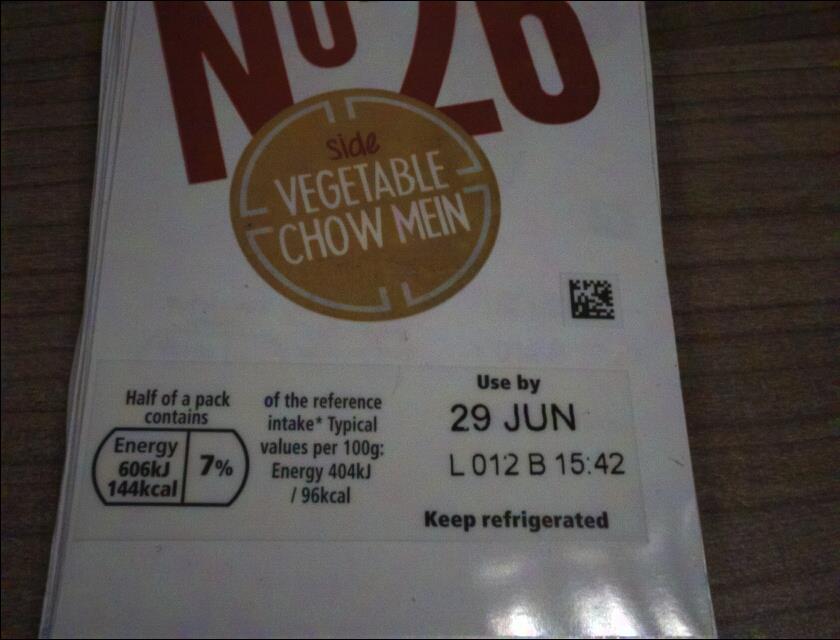 No 26
side
VEGETABLE
CHOW MEIN
Half of a pack
contains
Energy
606kJ
144kcal
7%
of the reference
intake* Typical
values per 100g:
Energy 404kJ
/ 96kcal
Use by
29 JUN
L 012 B 15:42
Keep refrigerated